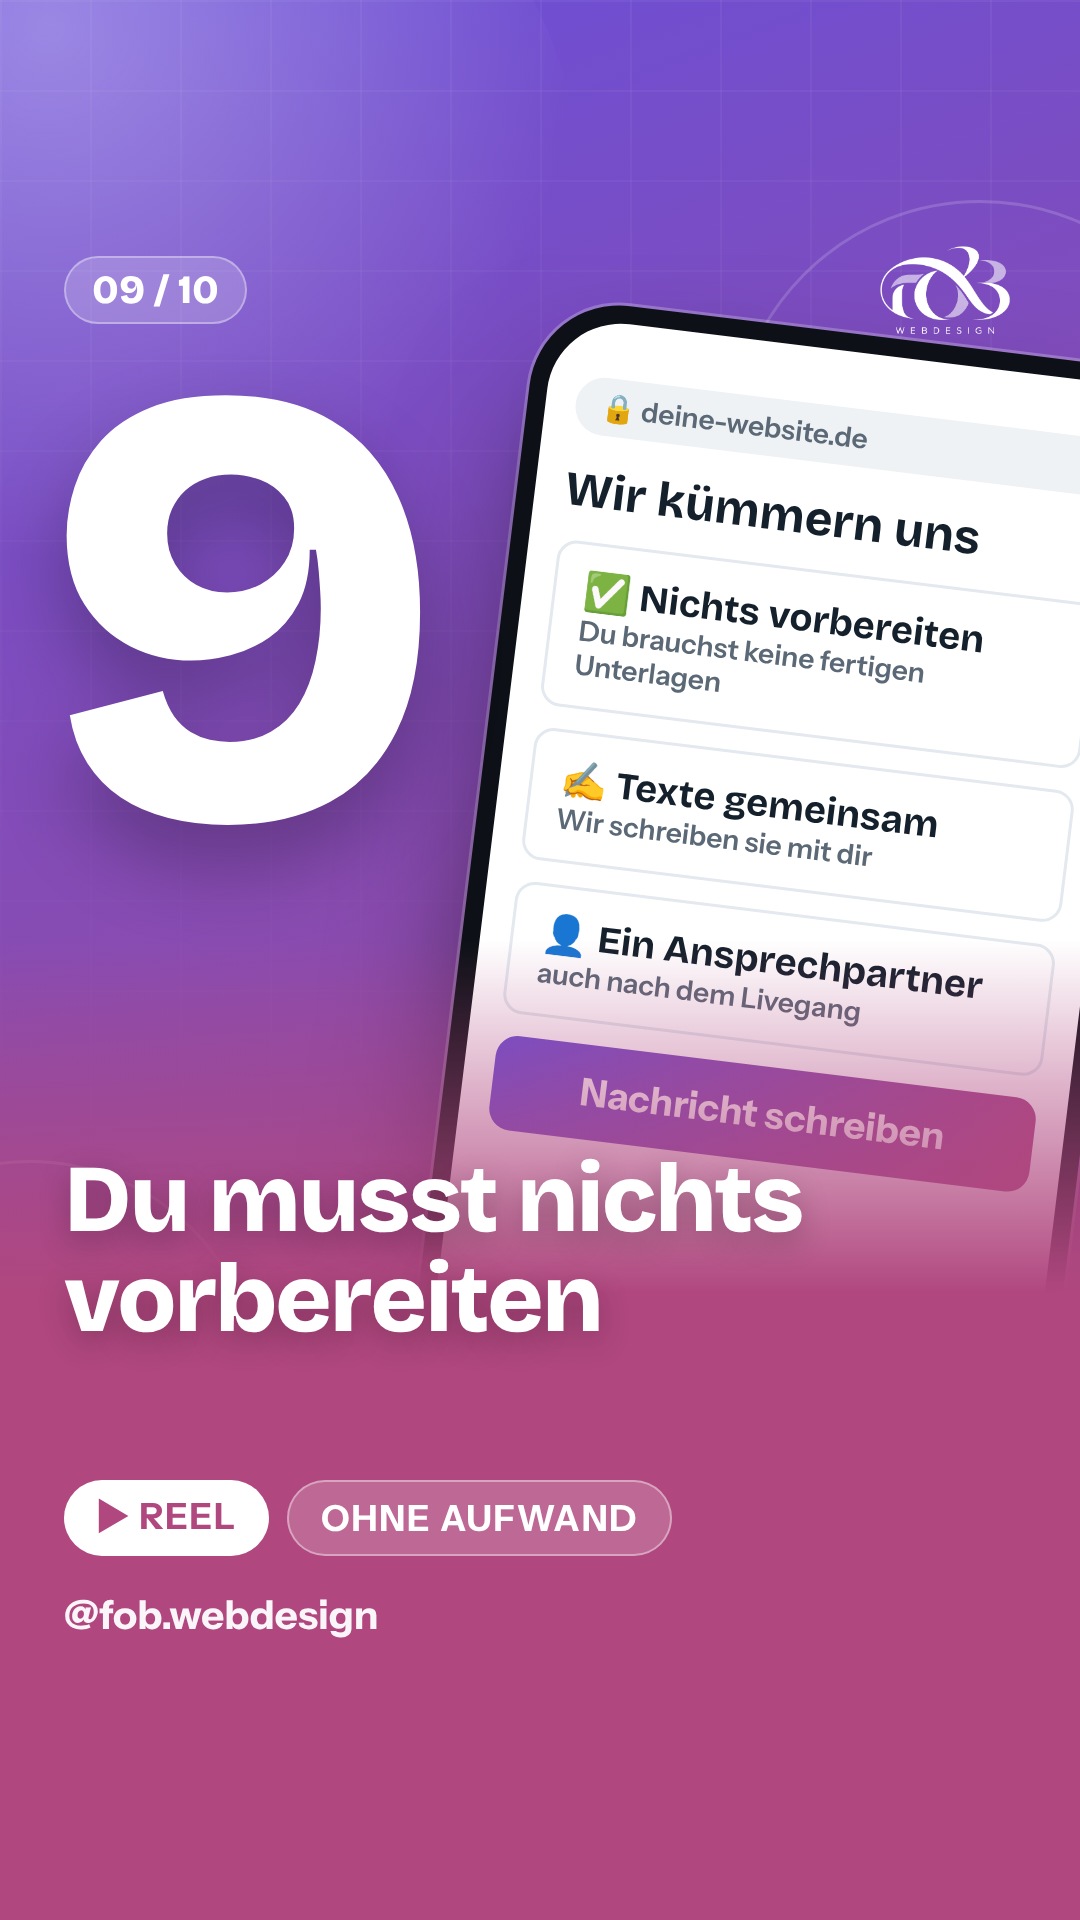 09 / 10
FOB
WEBDESIGN
9
🔒 deine-website.de
Wir kümmern uns
✅ Nichts vorbereiten
Du brauchst keine fertigen
Unterlagen
✍️ Texte gemeinsam
Wir schreiben sie mit dir
👤 Ein Ansprechpartner
auch nach dem Livegang
Nachricht schreiben
Du musst nichts
vorbereiten
▶ REEL
OHNE AUFWAND
@fob.webdesign